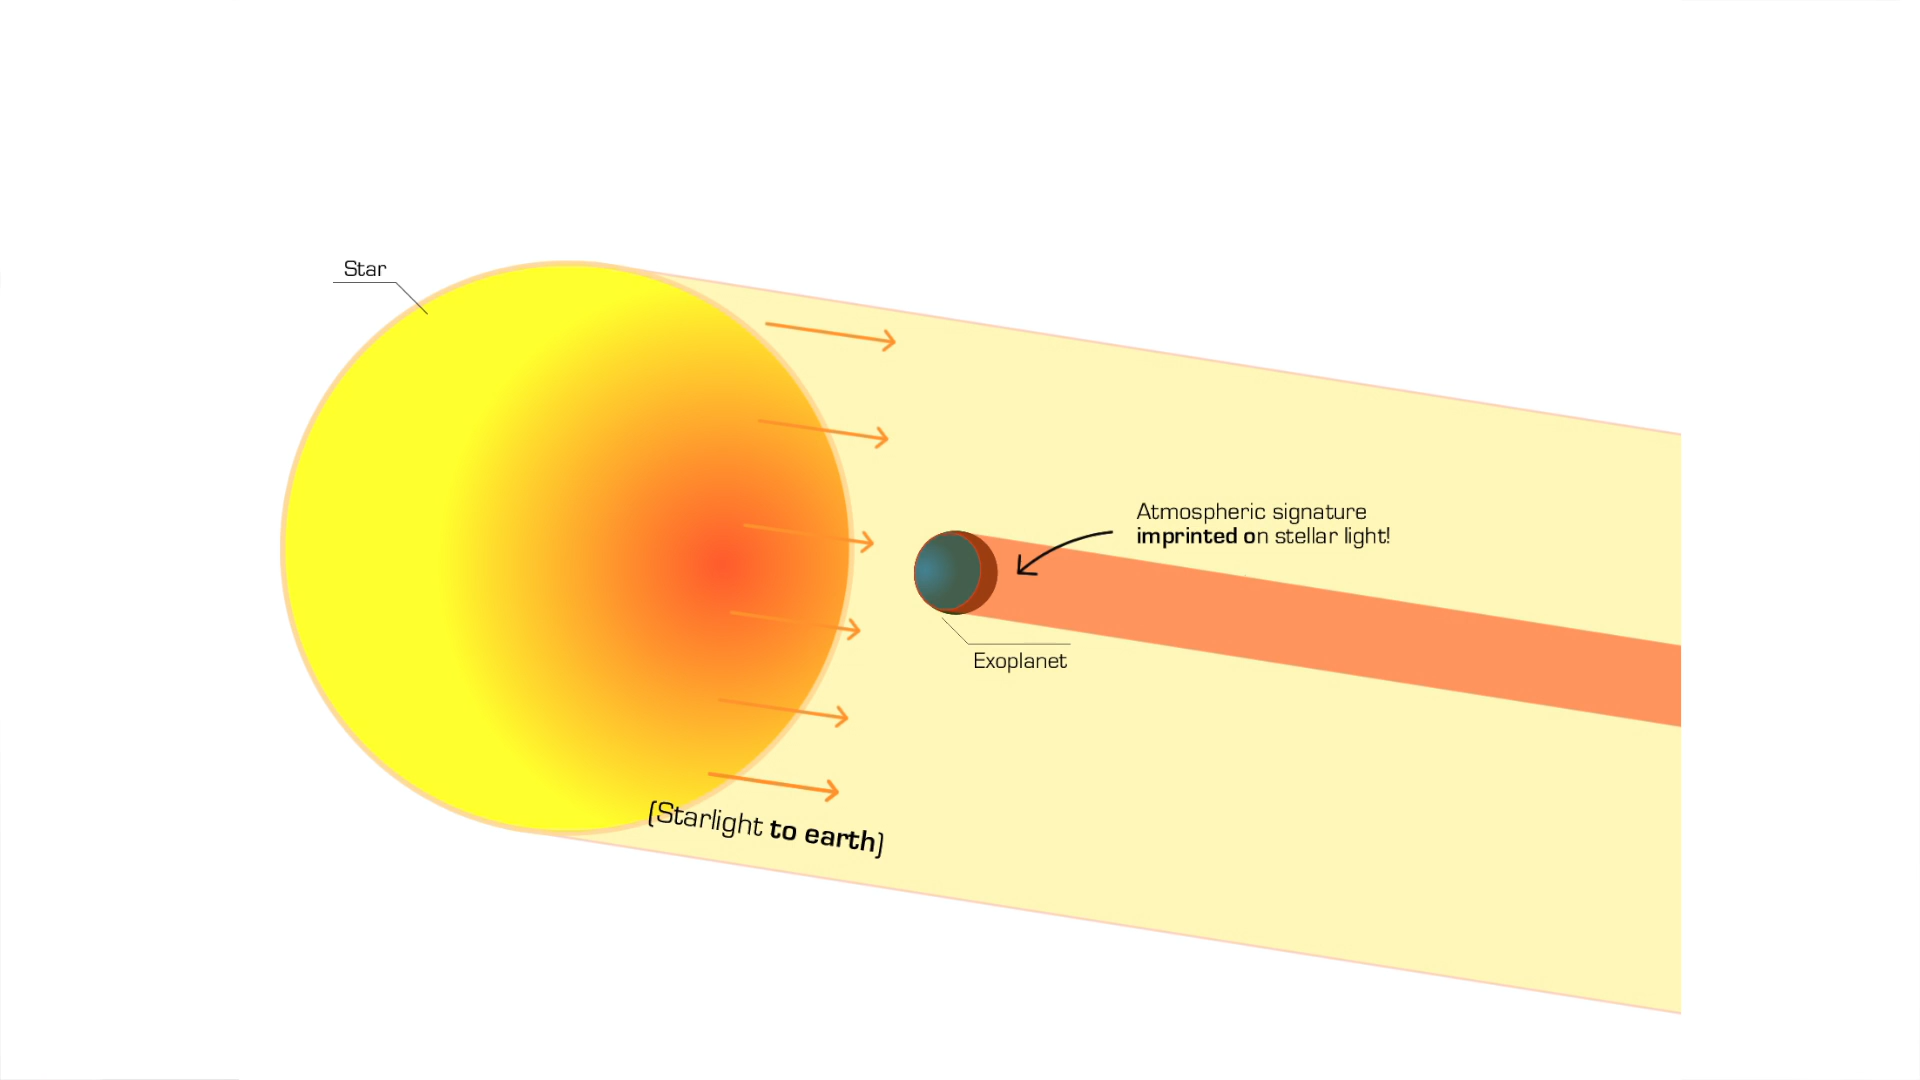 Star
Atmospheric signature
imprinted on stellar light!
Exoplanet
(Starlight to earth)